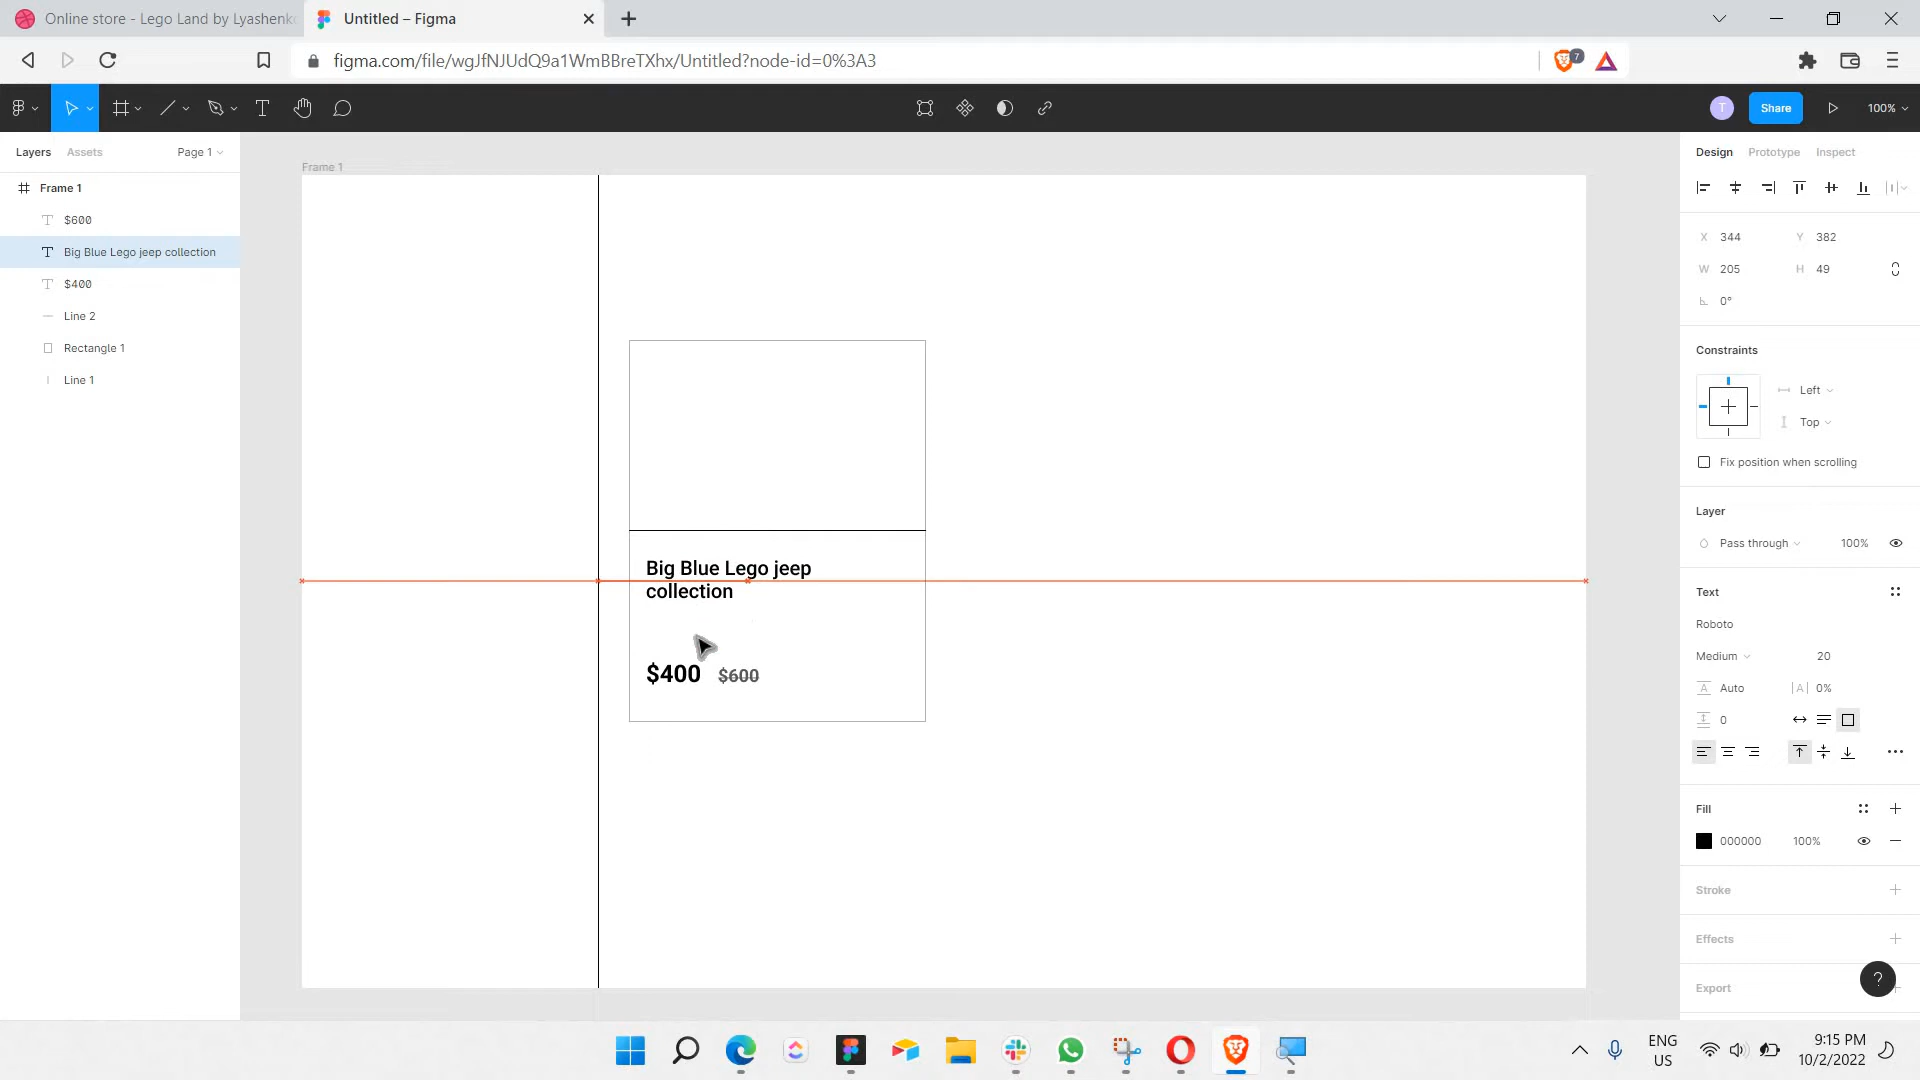 Online store - Lego Land by Lyashenk
Untitled – Figma
figma.com/file/wgJfNJUdQ9a1WmBBreTXhx/Untitled?node-id=0%3A3
7
T
Share
100%
Layers
Assets
Page 1
Frame 1
$600
Big Blue Lego jeep collection
$400
Line 2
Rectangle 1
Line 1
Frame 1
Big Blue Lego jeep
collection
$400 $600
Design
Prototype
Inspect
X 344
Y 382
W 205
H 49
0°
Constraints
Left
Top
Fix position when scrolling
Layer
Pass through
100%
Text
Roboto
Medium
20
A Auto
|A| 0%
0
Fill
000000
100%
Stroke
Effects
Export
?
ENG
US
9:15 PM
10/2/2022